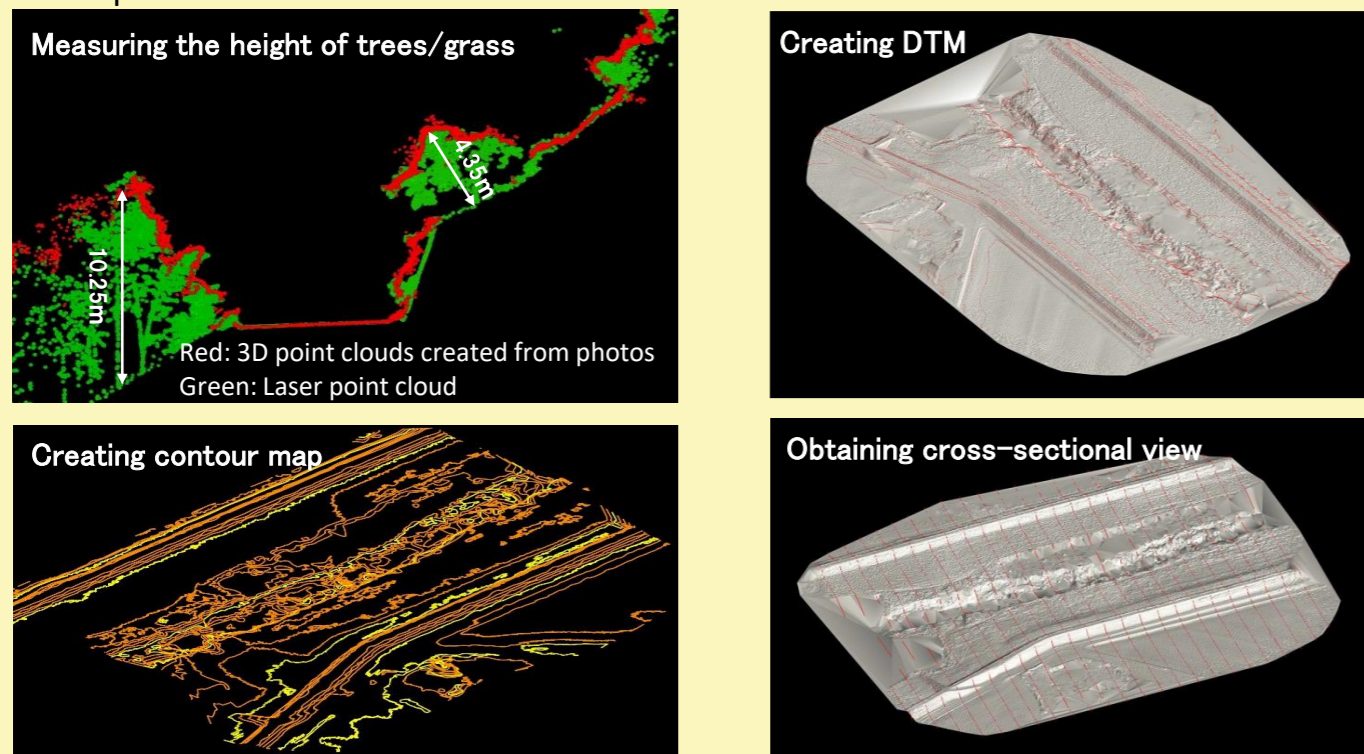 Measuring the height of trees/grass
4.35m
10.25m
Red: 3D point clouds created from photos
Green: Laser point cloud
Creating DTM
Creating contour map
Obtaining cross-sectional view